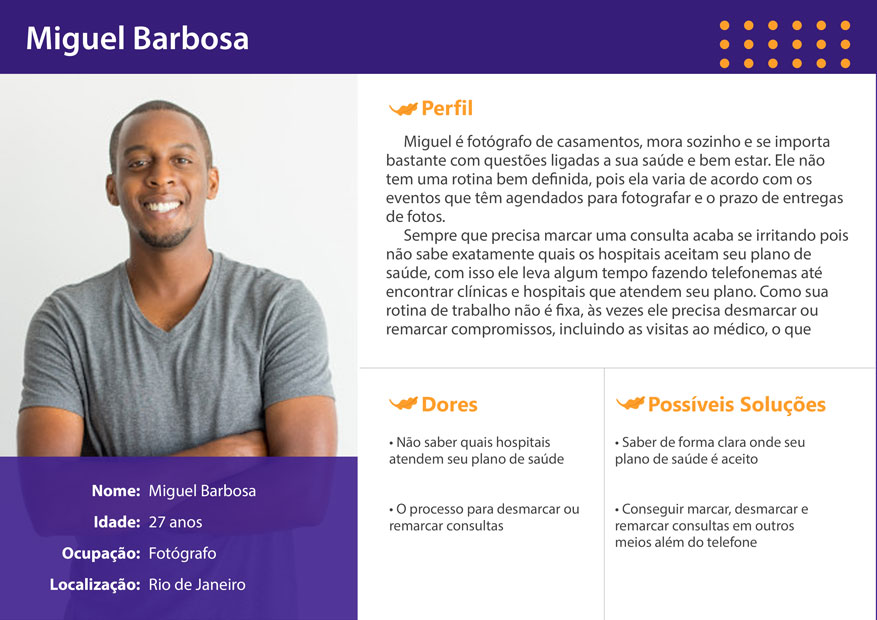 Miguel Barbosa
Perfil
Miguel é fotógrafo de casamentos, mora sozinho e se importa
bastante com questões ligadas a sua saúde e bem estar. Ele não
tem uma rotina bem definida, pois ela varia de acordo com os
eventos que têm agendados para fotografar e o prazo de entregas
de fotos.
Sempre que precisa marcar uma consulta acaba se irritando pois
não sabe exatamente quais os hospitais aceitam seu plano de
saúde, com isso ele leva algum tempo fazendo telefonemas até
encontrar clínicas e hospitais que atendem seu plano. Como sua
rotina de trabalho não é fixa, às vezes ele precisa desmarcar ou
remarcar compromissos, incluindo as visitas ao médico, o que
Dores
• Não saber quais hospitais
atendem seu plano de saúde
• O processo para desmarcar ou
remarcar consultas
Possíveis Soluções
• Saber de forma clara onde seu
plano de saúde é aceito
• Conseguir marcar, desmarcar e
remarcar consultas em outros
meios além do telefone
Nome: Miguel Barbosa
Idade: 27 anos
Ocupação: Fotógrafo
Localização: Rio de Janeiro